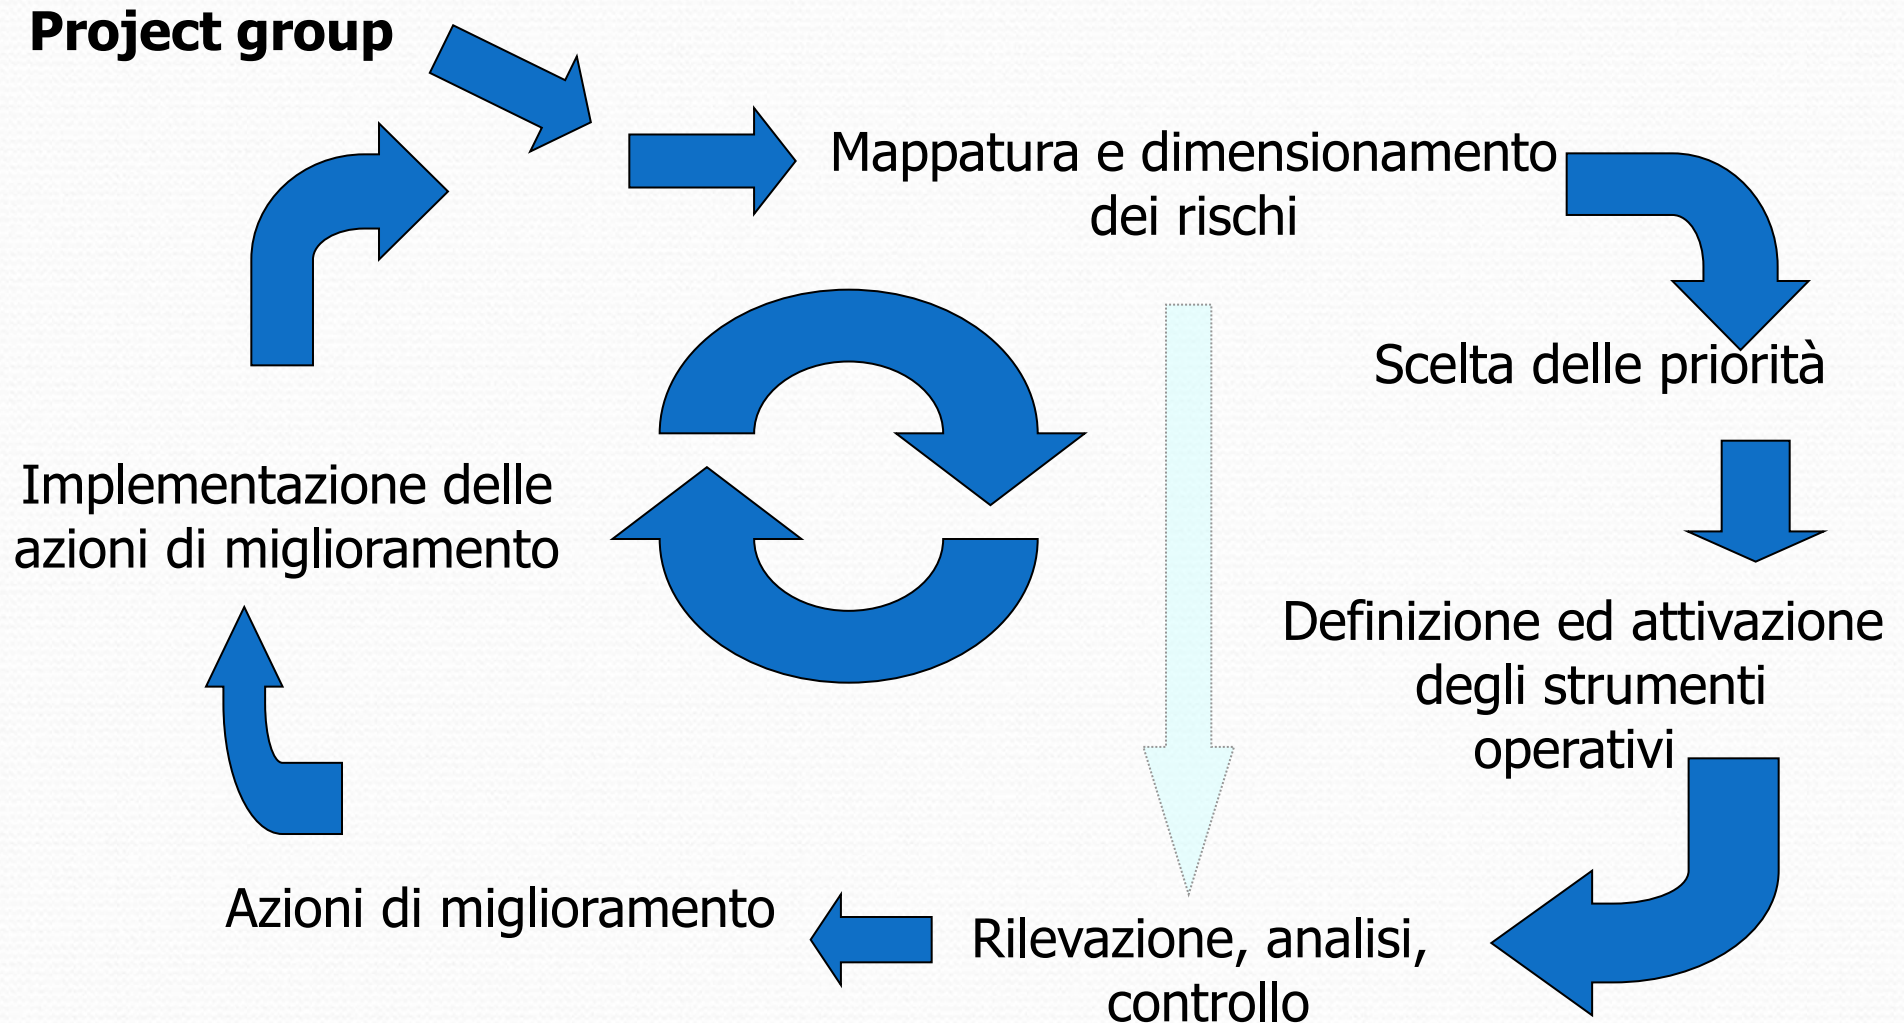 Project group
Mappatura e dimensionamento
dei rischi
Scelta delle priorità
Definizione ed attivazione
degli strumenti
operativi
Rilevazione, analisi,
controllo
Azioni di miglioramento
Implementazione delle
azioni di miglioramento